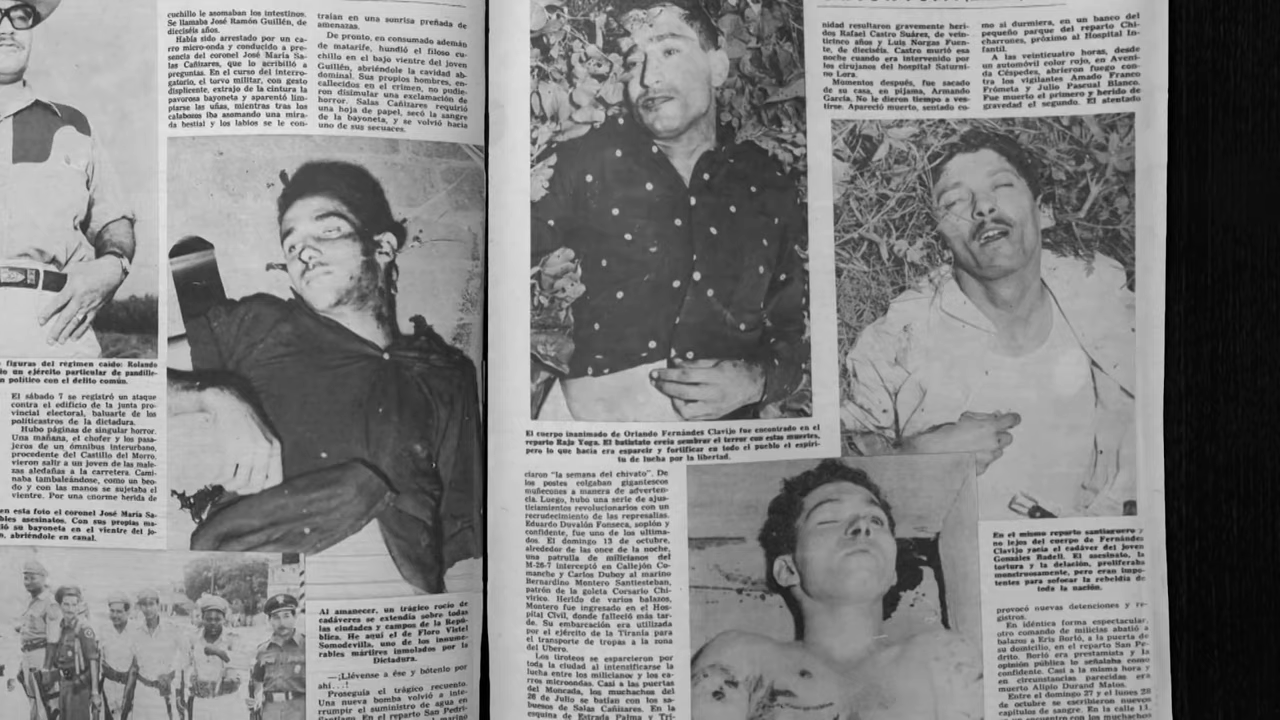 cuchillo le asomaban los intestinos.
Se llamaba José Ramón Guillén, de
dieciséis años.
Había sido arrestado por un ca-
rro micro-onda y conducido a pre-
sencia del coronel José María Sa-
las Cañizares, que lo acribilló a
preguntas. En el curso del interro-
gatorio, el torvo militar, con gesto
displicente, extrajo de la cintura la
pavorosa bayoneta y aparentó lim-
piarse las uñas, mientras tras los
calabozos iba asomando una mira-
da bestial y los labios se le con-
traían en una sonrisa preñada de
amenazas.
De pronto, en consumado ademán
de matarife, hundió el filoso cu-
chillo en el bajo vientre del joven
Guillén, abriéndole la cavidad ab-
dominal. Sus propios hombres, en-
callecidos en el crimen, no pudie-
ron disimular una exclamación de
horror. Salas Cañizares requirió
una hoja de papel, secó la sangre
de la bayoneta, y se volvió hacia
uno de sus secuaces.
figuras del régimen caído: Rolando
un ejército particular de pandille-
político con el delito común.
El sábado 7 se registró un ataque
contra el edificio de la junta pro-
vincial electoral, baluarte de los
politicastros de la dictadura.
Hubo páginas de singular horror.
Una mañana, el chofer y los pasa-
jeros de un ómnibus interurbano,
procedente del Castillo del Morro,
vieron salir a un joven de las male-
zas aledañas a la carretera. Cami-
naba tambaleándose, como un beo-
do y con las manos se sujetaba el
vientre. Por una enorme herida de
en esta foto el coronel José María Sa-
bles asesinatos. Con sus propias ma-
ió su bayoneta en el vientre del jo-
abriéndole en canal.
Al amanecer, un trágico rocío de
cadáveres se extendía sobre todas
las ciudades y campos de la Repú-
blica. He aquí el de Floro Vistel
Somodevilla, uno de los innume-
rables mártires inmolados por la
Dictadura.
—¡Llévense a ése y bótenlo por
ahí...!
Proseguía el trágico recuento.
Una nueva bomba volvió a inte-
rrumpir el suministro de agua en
Santiago. En el reparto San Pedri-
El cuerpo inanimado de Orlando Fernándes Clavijo fue encontrado en el
reparto Rajo Yoga. El batistato creía sembrar el terror con estas muertes,
pero lo que hacía era esparcir y fortificar en todo el pueblo el espíri-
tu de lucha por la libertad.
ciaron "la semana del chivato". De
los postes colgaban gigantescos
muñecones a manera de adverten-
cia. Luego, hubo una serie de ajus-
ticiamientos revolucionarios con un
recrudecimiento de las represalias.
Eduardo Duvalón Fonseca, soplón y
confidente, fue uno de los ultima-
dos. El domingo 13 de octubre,
alrededor de las once de la noche,
una patrulla de milicianos del
M-26-7 interceptó en Callejón Co-
manche y Carlos Duboy al marino
Bernardino Montero Santiesteban,
patrón de la goleta Corsario Chi-
virico. Herido de varios balazos,
Montero fue ingresado en el Hos-
pital Civil, donde falleció más tar-
de. Su embarcación era utilizada
por el ejército de la Tiranía para
el transporte de tropas a la zona
del Ubero.
Los tiroteos se esparcieron por
toda la ciudad al intensificarse la
lucha entre los milicianos y los ca-
rros microondas. Casi a las puertas
del Moncada, los muchachos del
26 de Julio se batían con los sa-
buesos de Salas Cañizares. En la
esquina de Estrada Palma y Tri-
nidad resultaron gravemente heri-
dos Rafael Castro Suárez, de vein-
ticinco años y Luis Norgas Fuen-
te, de dieciséis. Castro murió esa
noche cuando era intervenido por
los cirujanos del hospital Saturni-
no Lora.
Momentos después, fue sacado
de su casa, en pijama, Armando
García. No le dieron tiempo a ves-
tirse. Apareció muerto, sentado co-
mo si durmiera, en un banco del
pequeño parque del reparto Chi-
charrones, próximo al Hospital In-
fantil.
A las veinticuatro horas, desde
un automóvil color rojo, en Aveni-
da Céspedes, abrieron fuego con-
tra los vigilantes Amado Franco
Frómeta y Julio Pascual Blanco.
Fue muerto el primero y herido de
gravedad el segundo. El atentado
En el mismo reparto santiaguero y
no lejos del cuerpo de Fernándes
Clavijo yacía el cadáver del joven
Gonzáles Radell. El asesinato, la
tortura y la delación, proliferaba
monstruosamente, pero eran impo-
tentes para sofocar la rebeldía de
toda la nación.
provocó nuevas detenciones y re-
gistros.
En idéntica forma espectacular,
otro comando de milicias abatió a
balazos a Eris Borló, a la puerta de
su domicilio, en el reparto San Pe-
drito. Borló era prestamista y la
opinión pública lo señalaba como
confidente. Casi a la misma hora y
en circunstancias parecidas era
muerto Alipio Durand Matos.
Entre el domingo 27 y el lunes 28
de octubre se escribieron nuevos
capítulos de sangre. En la calle 11,
encuentro con los muchachos